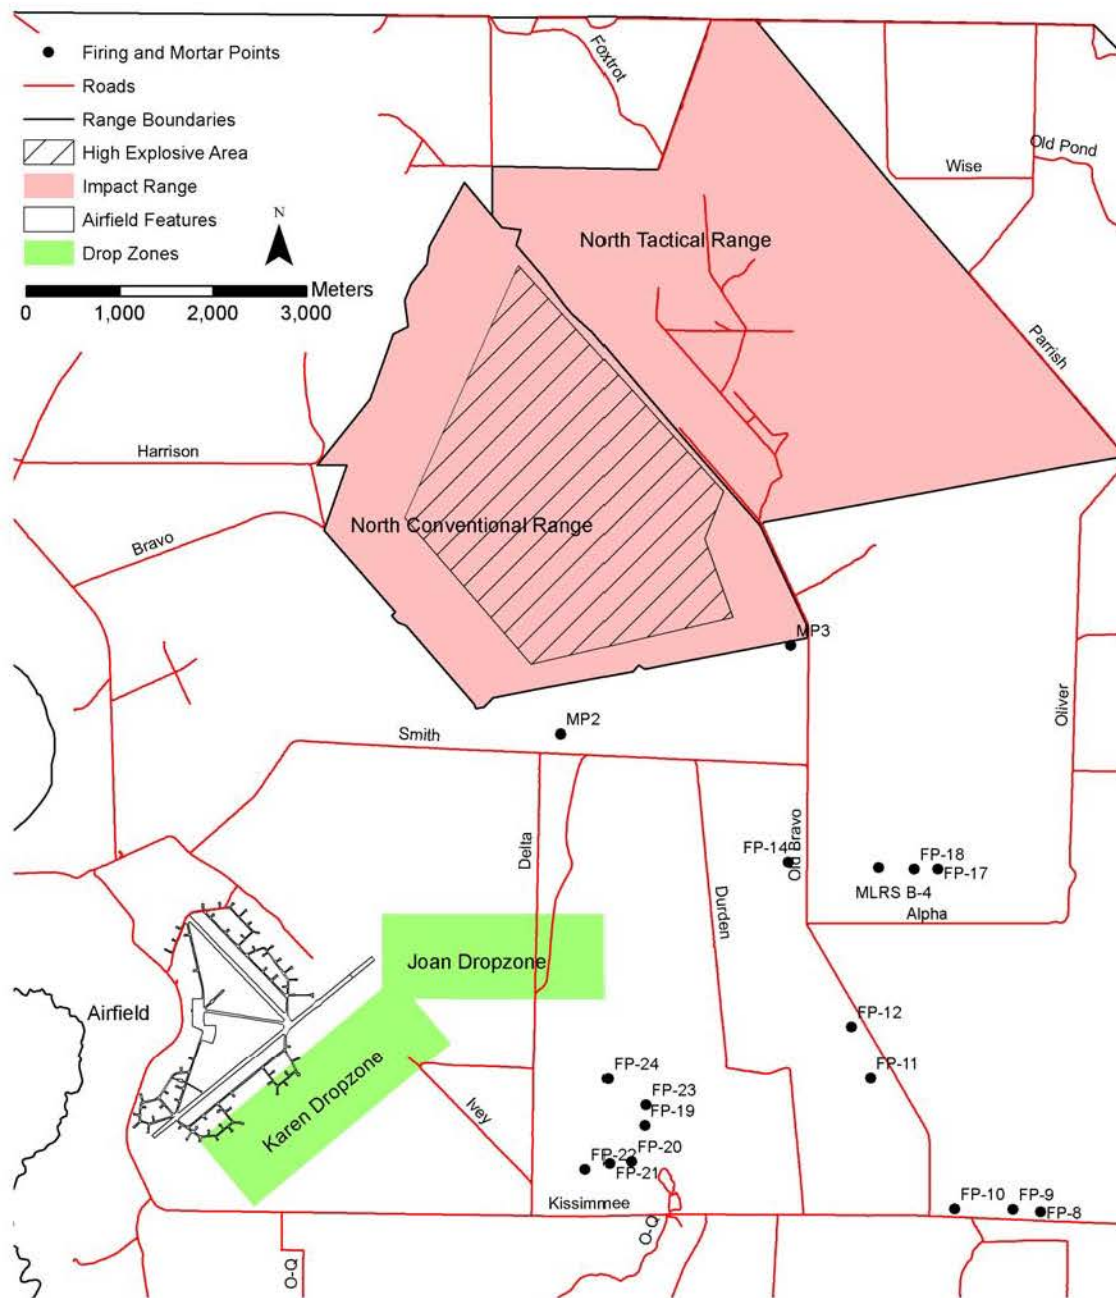 Firing and Mortar Points
Roads
Range Boundaries
High Explosive Area
Impact Range
Airfield Features
Drop Zones
N
Meters
0 1,000 2,000 3,000
Foxtrot
Old Pond
Wise
North Tactical Range
Parrish
Harrison
North Conventional Range
Bravo
MP3
Oliver
MP2
Smith
Delta
FP-14
Old Bravo
FP-18
FP-17
MLRS B-4
Alpha
Durden
Joan Dropzone
Airfield
FP-12
Karen Dropzone
FP-24
FP-11
FP-23
FP-19
Ivey
FP-22
FP-20
FP-21
Kissimmee
FP-10
FP-9
FP-8
O-Q
O-Q